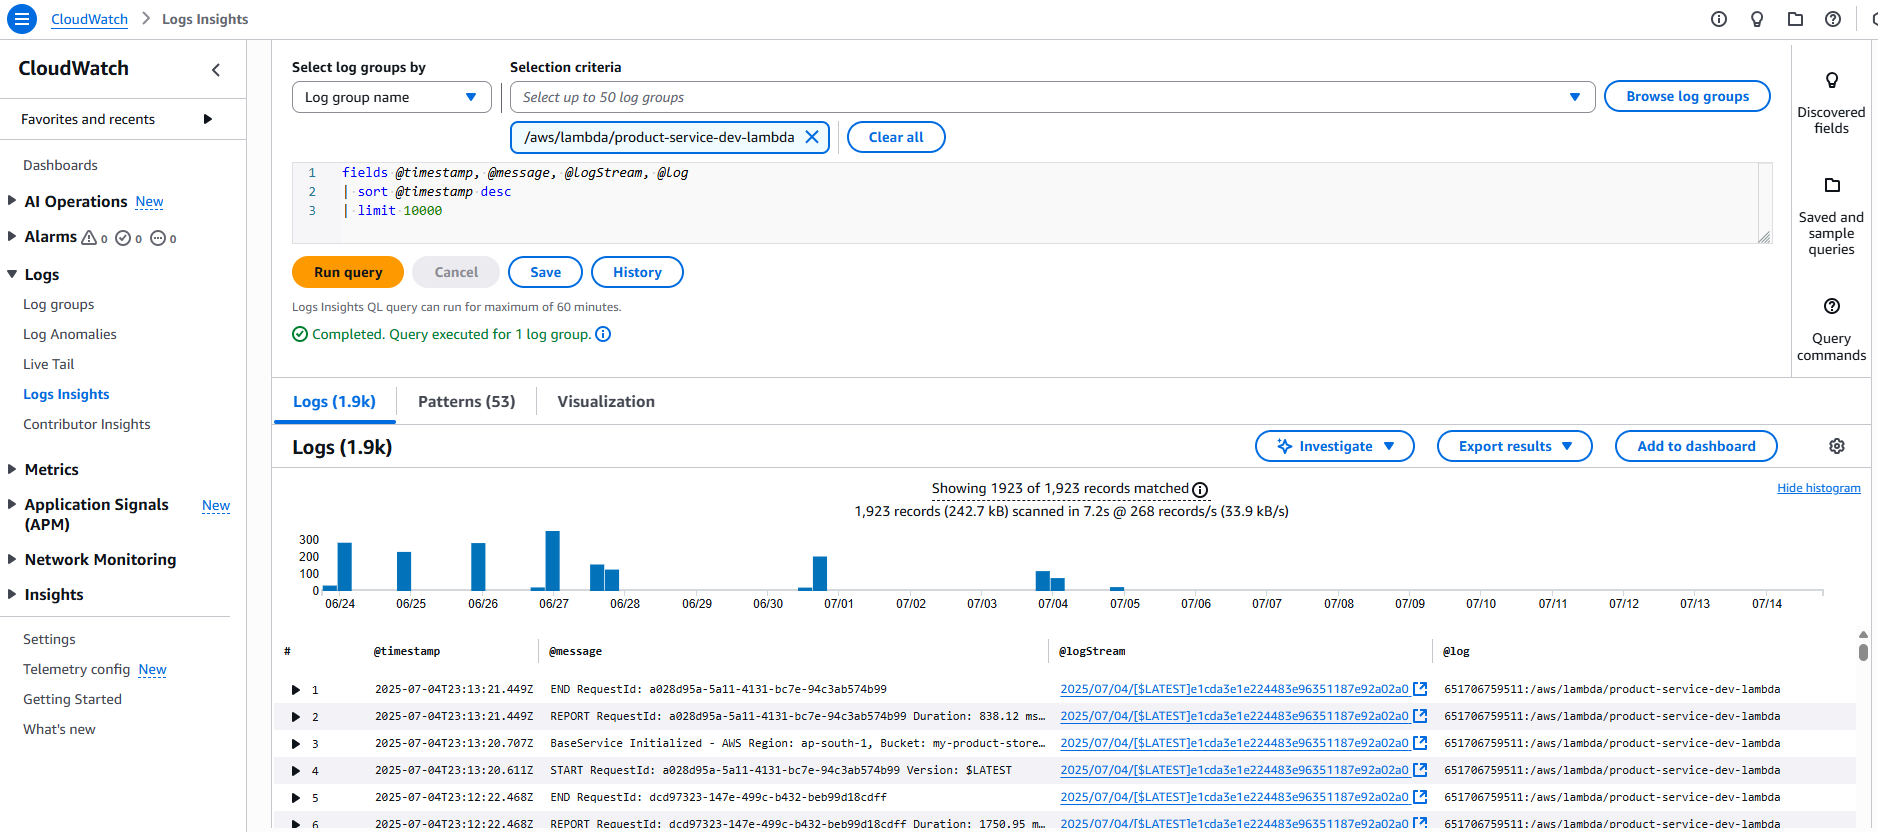 CloudWatch > Logs Insights
CloudWatch
Favorites and recents
Dashboards
AI Operations New
Alarms 0 0 0
Logs
Log groups
Log Anomalies
Live Tail
Logs Insights
Contributor Insights
Metrics
Application Signals (APM) New
Network Monitoring
Insights
Settings
Telemetry config New
Getting Started
What's new
Select log groups by
Log group name
Selection criteria
Select up to 50 log groups
Browse log groups
/aws/lambda/product-service-dev-lambda
Clear all
1 fields @timestamp, @message, @logStream, @log
2 | sort @timestamp desc
3 | limit 10000
Run query Cancel Save History
Logs Insights QL query can run for maximum of 60 minutes.
Completed. Query executed for 1 log group.
Discovered fields
Saved and sample queries
Query commands
Logs (1.9k) Patterns (53) Visualization
Logs (1.9k)
Investigate Export results Add to dashboard
Showing 1923 of 1,923 records matched
Hide histogram
1,923 records (242.7 kB) scanned in 7.2s @ 268 records/s (33.9 kB/s)
300
200
100
0
06/24 06/25 06/26 06/27 06/28 06/29 06/30 07/01 07/02 07/03 07/04 07/05 07/06 07/07 07/08 07/09 07/10 07/11 07/12 07/13 07/14
# @timestamp @message @logStream @log
1 2025-07-04T23:13:21.449Z END RequestId: a028d95a-5a11-4131-bc7e-94c3ab574b99 2025/07/04/[$LATEST]e1cda3e1e224483e96351187e92a02a0 651706759511:/aws/lambda/product-service-dev-lambda
2 2025-07-04T23:13:21.449Z REPORT RequestId: a028d95a-5a11-4131-bc7e-94c3ab574b99 Duration: 838.12 ms… 2025/07/04/[$LATEST]e1cda3e1e224483e96351187e92a02a0 651706759511:/aws/lambda/product-service-dev-lambda
3 2025-07-04T23:13:20.707Z BaseService Initialized - AWS Region: ap-south-1, Bucket: my-product-store… 2025/07/04/[$LATEST]e1cda3e1e224483e96351187e92a02a0 651706759511:/aws/lambda/product-service-dev-lambda
4 2025-07-04T23:13:20.611Z START RequestId: a028d95a-5a11-4131-bc7e-94c3ab574b99 Version: $LATEST 2025/07/04/[$LATEST]e1cda3e1e224483e96351187e92a02a0 651706759511:/aws/lambda/product-service-dev-lambda
5 2025-07-04T23:12:22.468Z END RequestId: dcd97323-147e-499c-b432-beb99d18cdff 2025/07/04/[$LATEST]e1cda3e1e224483e96351187e92a02a0 651706759511:/aws/lambda/product-service-dev-lambda
6 2025-07-04T23:12:22.468Z REPORT RequestId: dcd97323-147e-499c-b432-beb99d18cdff Duration: 1750.95 m… 2025/07/04/[$LATEST]e1cda3e1e224483e96351187e92a02a0 651706759511:/aws/lambda/product-service-dev-lambda